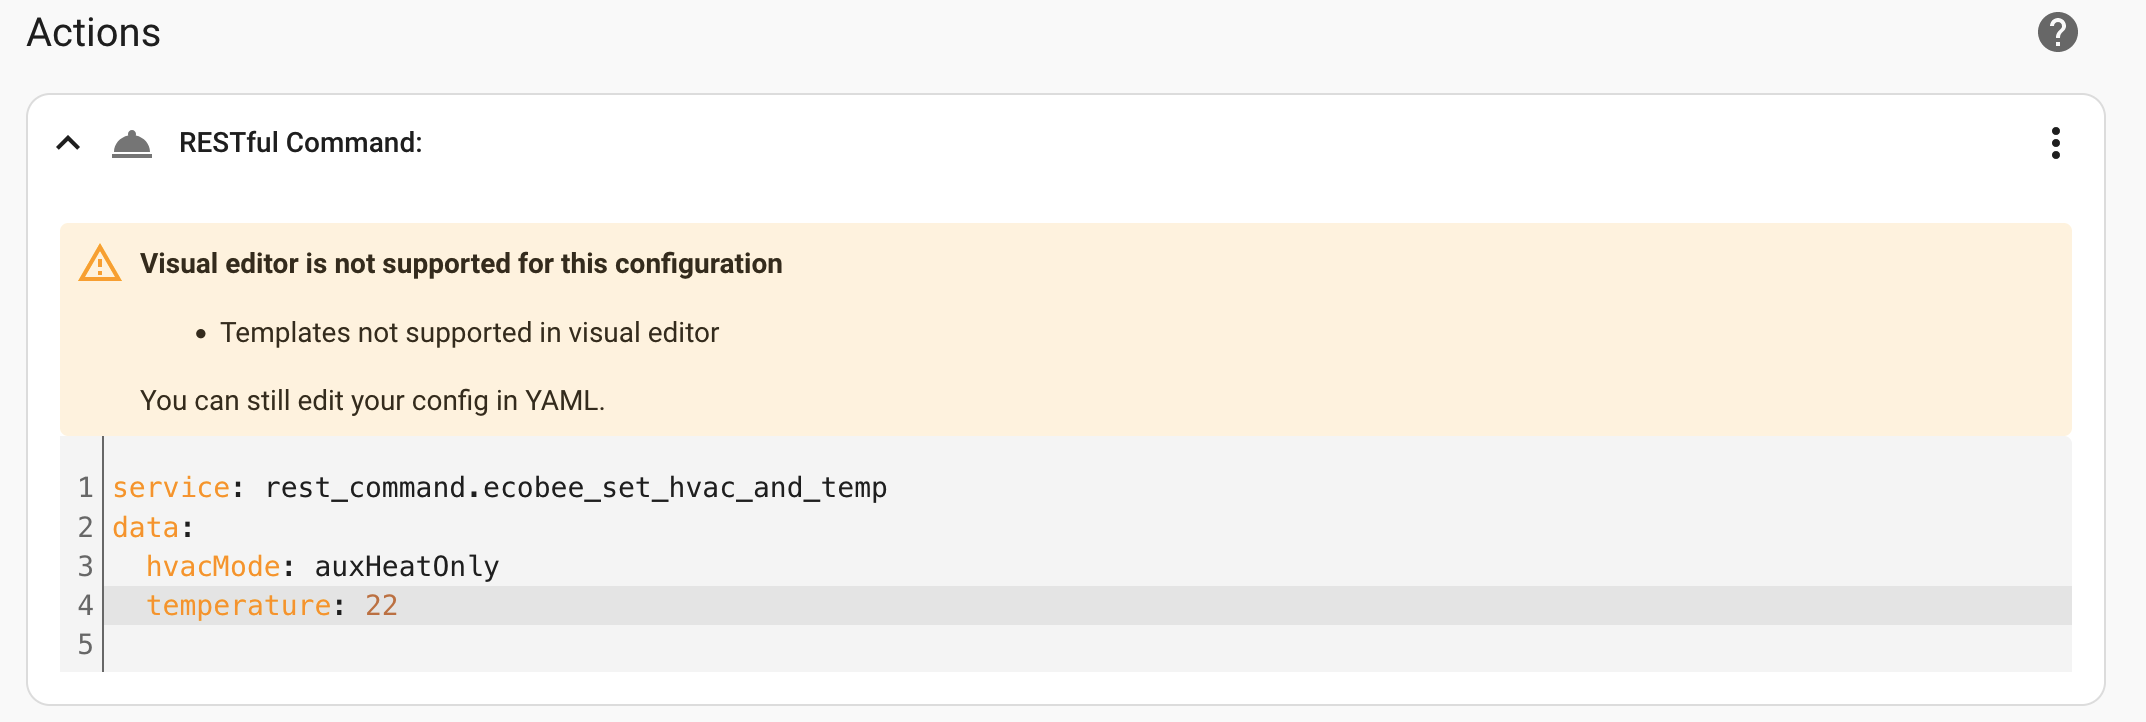 Actions
RESTful Command:
Visual editor is not supported for this configuration
• Templates not supported in visual editor
You can still edit your config in YAML.
1 service: rest_command.ecobee_set_hvac_and_temp
2 data:
3   hvacMode: auxHeatOnly
4   temperature: 22
5